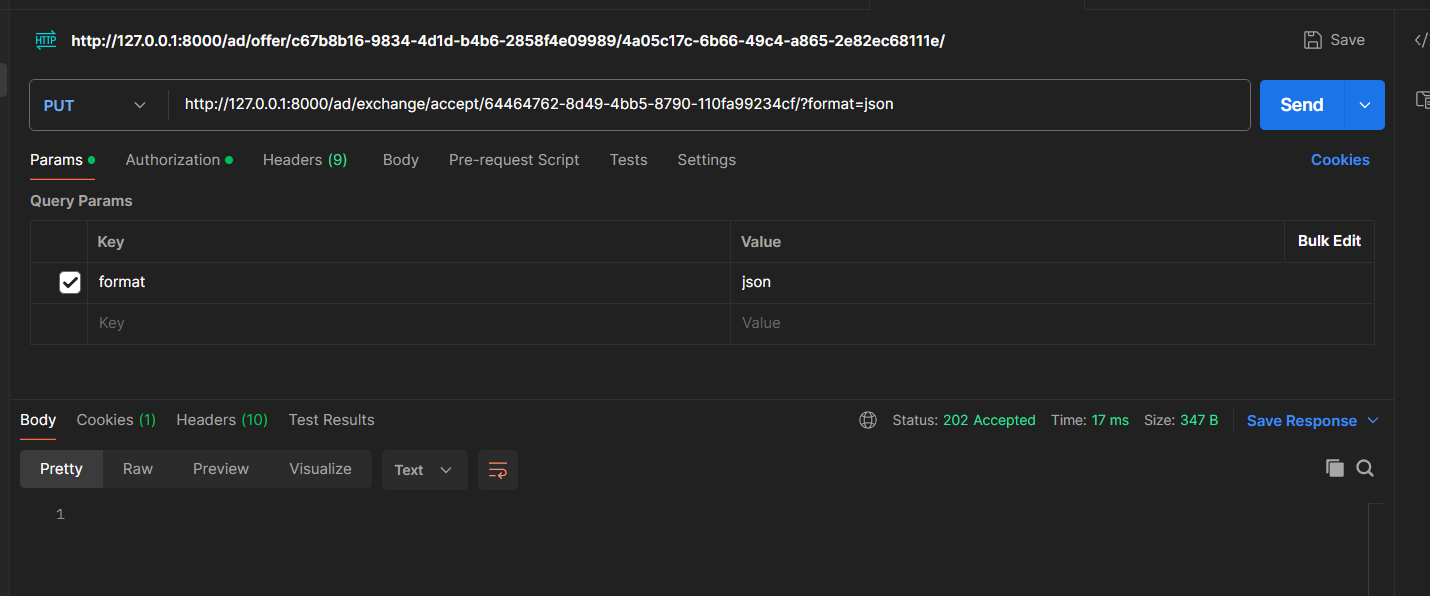 HTTP http://127.0.0.1:8000/ad/offer/c67b8b16-9834-4d1d-b4b6-2858f4e09989/4a05c17c-6b66-49c4-a865-2e82ec68111e/ Save </>
PUT http://127.0.0.1:8000/ad/exchange/accept/64464762-8d49-4bb5-8790-110fa99234cf/?format=json Send
Params Authorization Headers (9) Body Pre-request Script Tests Settings Cookies
Query Params
Key Value Bulk Edit
format json
Key Value
Body Cookies (1) Headers (10) Test Results Status: 202 Accepted Time: 17 ms Size: 347 B Save Response
Pretty Raw Preview Visualize Text
1